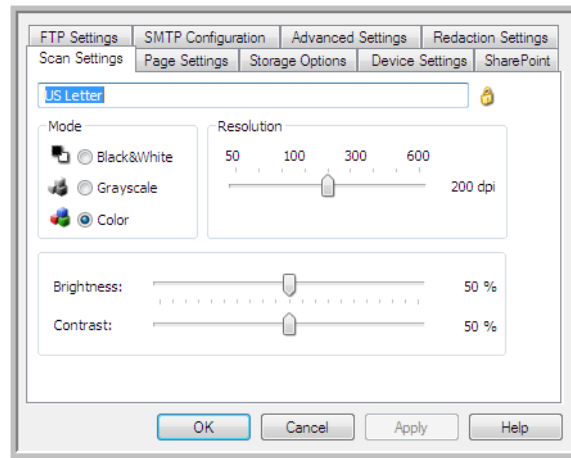 FTP Settings SMTP Configuration Advanced Settings Redaction Settings
Scan Settings Page Settings Storage Options Device Settings SharePoint
US Letter
Mode Resolution
Black&White
50 100 300 600
Grayscale
200 dpi
Color
Brightness: 50 %
Contrast: 50 %
OK Cancel Apply Help